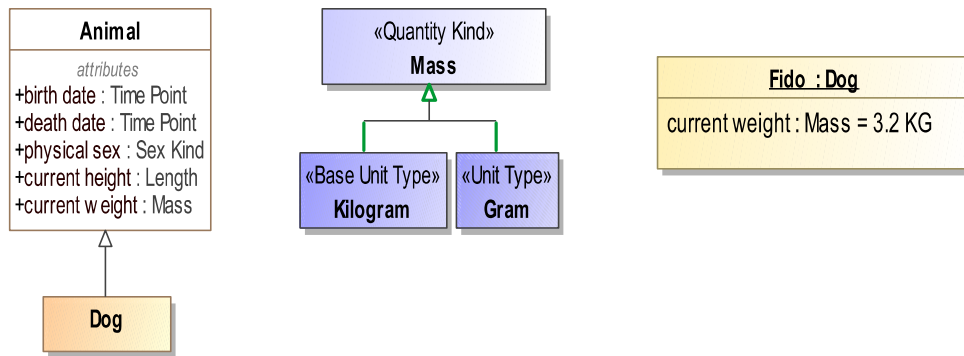 Animal
attributes
+birth date : Time Point
+death date : Time Point
+physical sex : Sex Kind
+current height : Length
+current weight : Mass
Dog
«Quantity Kind»
Mass
«Base Unit Type»
Kilogram
«Unit Type»
Gram
Fido : Dog
current weight : Mass = 3.2 KG